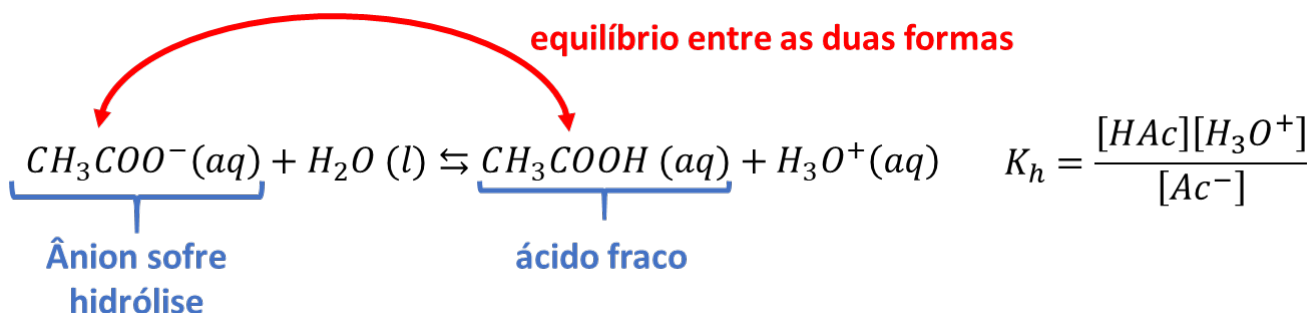 equilíbrio entre as duas formas
CH₃COO⁻(aq) + H₂O (l) ⇆ CH₃COOH (aq) + H₃O⁺(aq) Kₕ = [HAc][H₃O⁺] / [Ac⁻]
Ânion sofre ácido fraco
hidrólise